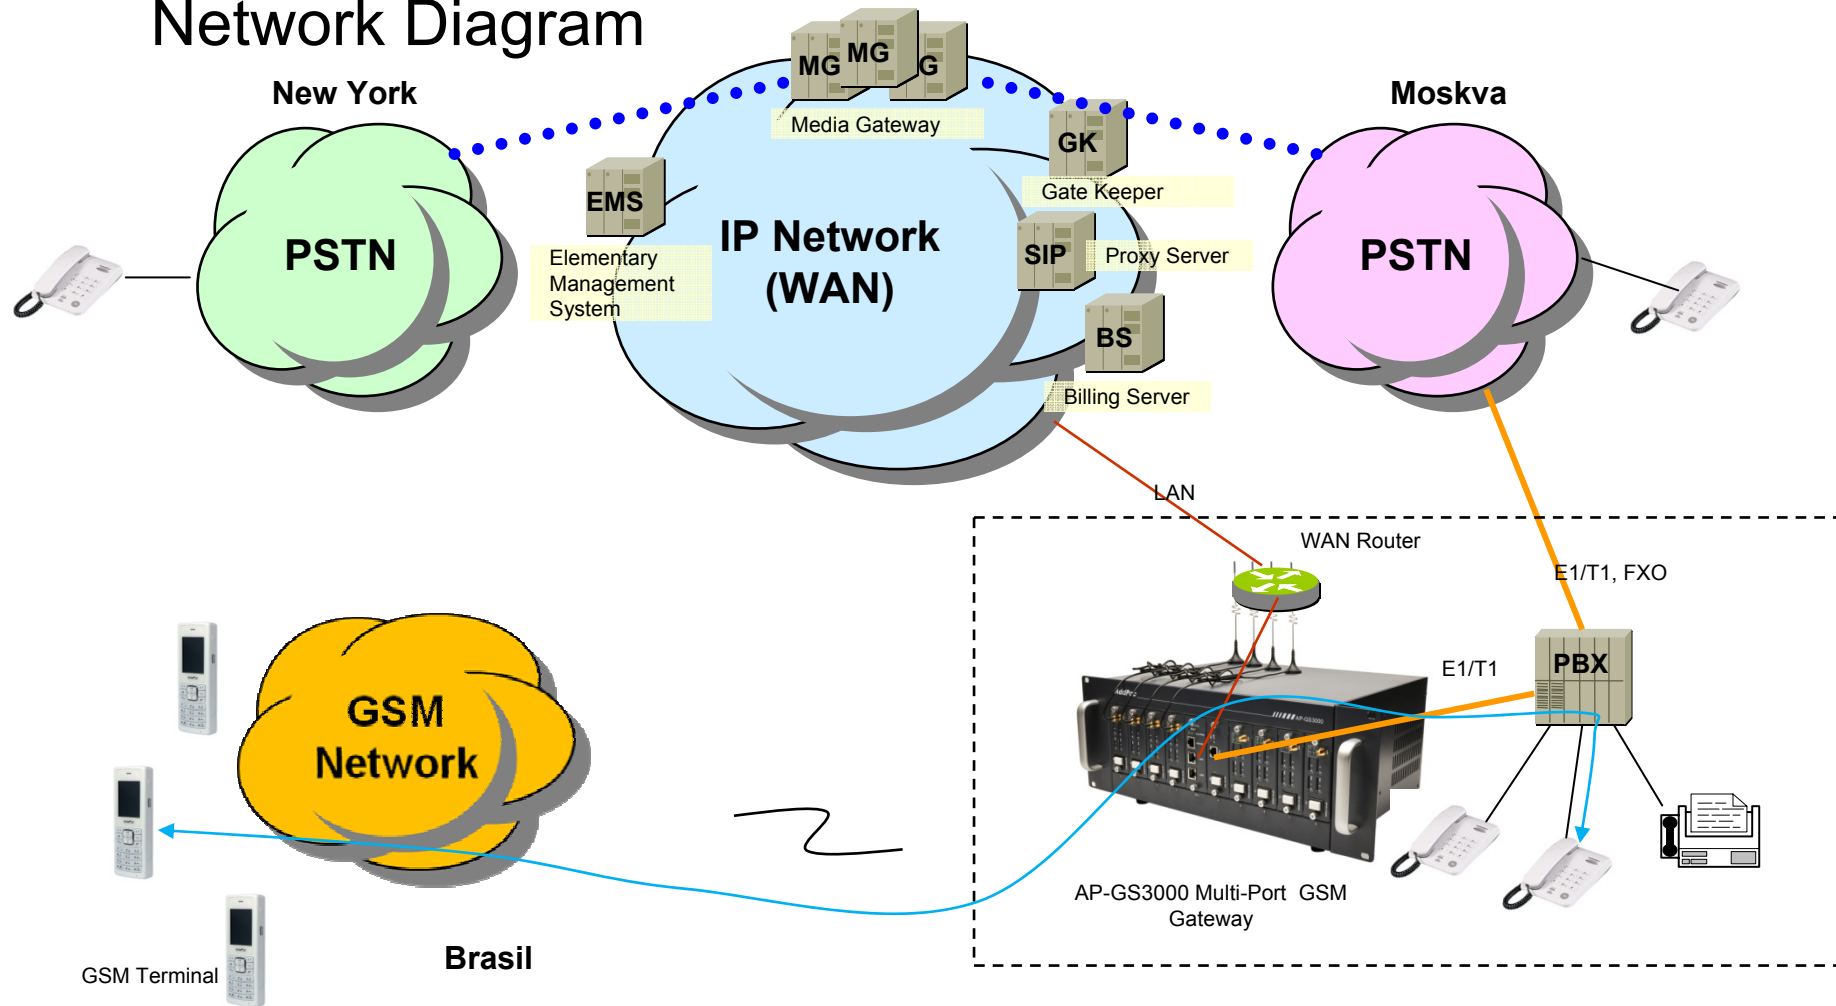 Network Diagram
New York
MG
MG
G
Moskva
Media Gateway
GK
Gate Keeper
EMS
PSTN
IP Network
(WAN)
SIP
Proxy Server
PSTN
Elementary
Management
System
BS
Billing Server
LAN
WAN Router
E1/T1, FXO
PBX
E1/T1
AP-GS3000
GSM
Network
AP-GS3000 Multi-Port GSM
Gateway
Brasil
GSM Terminal